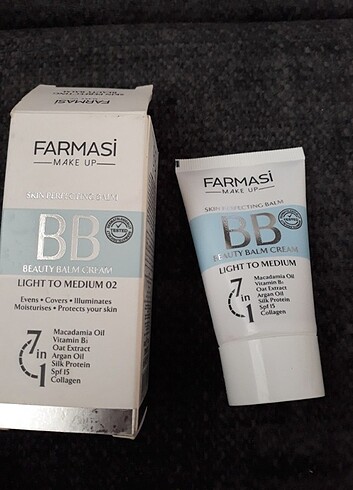 FARMASİ
FARMASİ
MAKE UP
SKIN PERFECTING BALM
BB
TESTED
BEAUTY BALM CREAM
LIGHT TO MEDIUM 02
Evens • Covers • Illuminates
Moisturises • Protects your skin
7 in 1
Macadamia Oil
Vitamin B5
Oat Extract
Argan Oil
Silk Protein
Spf 15
Collagen
FARMASİ
MAKE UP
SKIN PERFECTING BALM
BB
BEAUTY BALM CREAM
LIGHT TO MEDIUM
7 in 1
Macadamia Oil
Vitamin B5
Oat Extract
Argan Oil
Silk Protein
Spf 15
Collagen